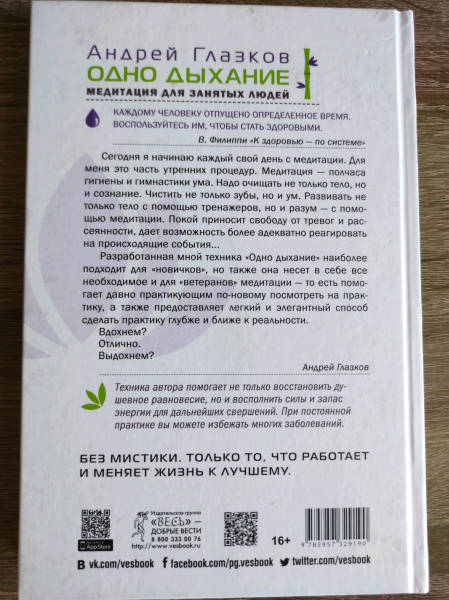 Андрей Глазков
ОДНО ДЫХАНИЕ
МЕДИТАЦИЯ ДЛЯ ЗАНЯТЫХ ЛЮДЕЙ
КАЖДОМУ ЧЕЛОВЕКУ ОТПУЩЕНО ОПРЕДЕЛЕННОЕ ВРЕМЯ.
ВОСПОЛЬЗУЙТЕСЬ ИМ, ЧТОБЫ СТАТЬ ЗДОРОВЫМИ.
В. Филиппи «К здоровью — по системе»
Сегодня я начинаю каждый свой день с медитации. Для
меня это часть утренних процедур. Медитация — полчаса
гигиены и гимнастики ума. Надо очищать не только тело, но
и сознание. Чистить не только зубы, но и ум. Развивать не
только тело с помощью тренажеров, но и разум — с по-
мощью медитации. Покой приносит свободу от тревог и рас-
сеянности, дает возможность более адекватно реагировать
на происходящие события...
Разработанная мной техника «Одно дыхание» наиболее
подходит для «новичков», но также она несет в себе все
необходимое и для «ветеранов» медитации — то есть помо-
гает давно практикующим по-новому посмотреть на прак-
тику, а также предоставляет легкий и элегантный способ
сделать практику глубже и ближе к реальности.
Вдохнем?
Отлично.
Выдохнем?
Андрей Глазков
Техника автора помогает не только восстановить ду-
шевное равновесие, но и восполнить силы и запас
энергии для дальнейших свершений. При постоянной
практике вы можете избежать многих заболеваний.
БЕЗ МИСТИКИ. ТОЛЬКО ТО, ЧТО РАБОТАЕТ
И МЕНЯЕТ ЖИЗНЬ К ЛУЧШЕМУ.
Издательская группа
«ВЕСЬ» —
ДОБРЫЕ ВЕСТИ
8 800 333 00 76
http://www.vesbook.ru
App Store
16+
9 785957 329190
vk.com/vesbook
facebook.com/pg.vesbook
twitter.com/vesbook